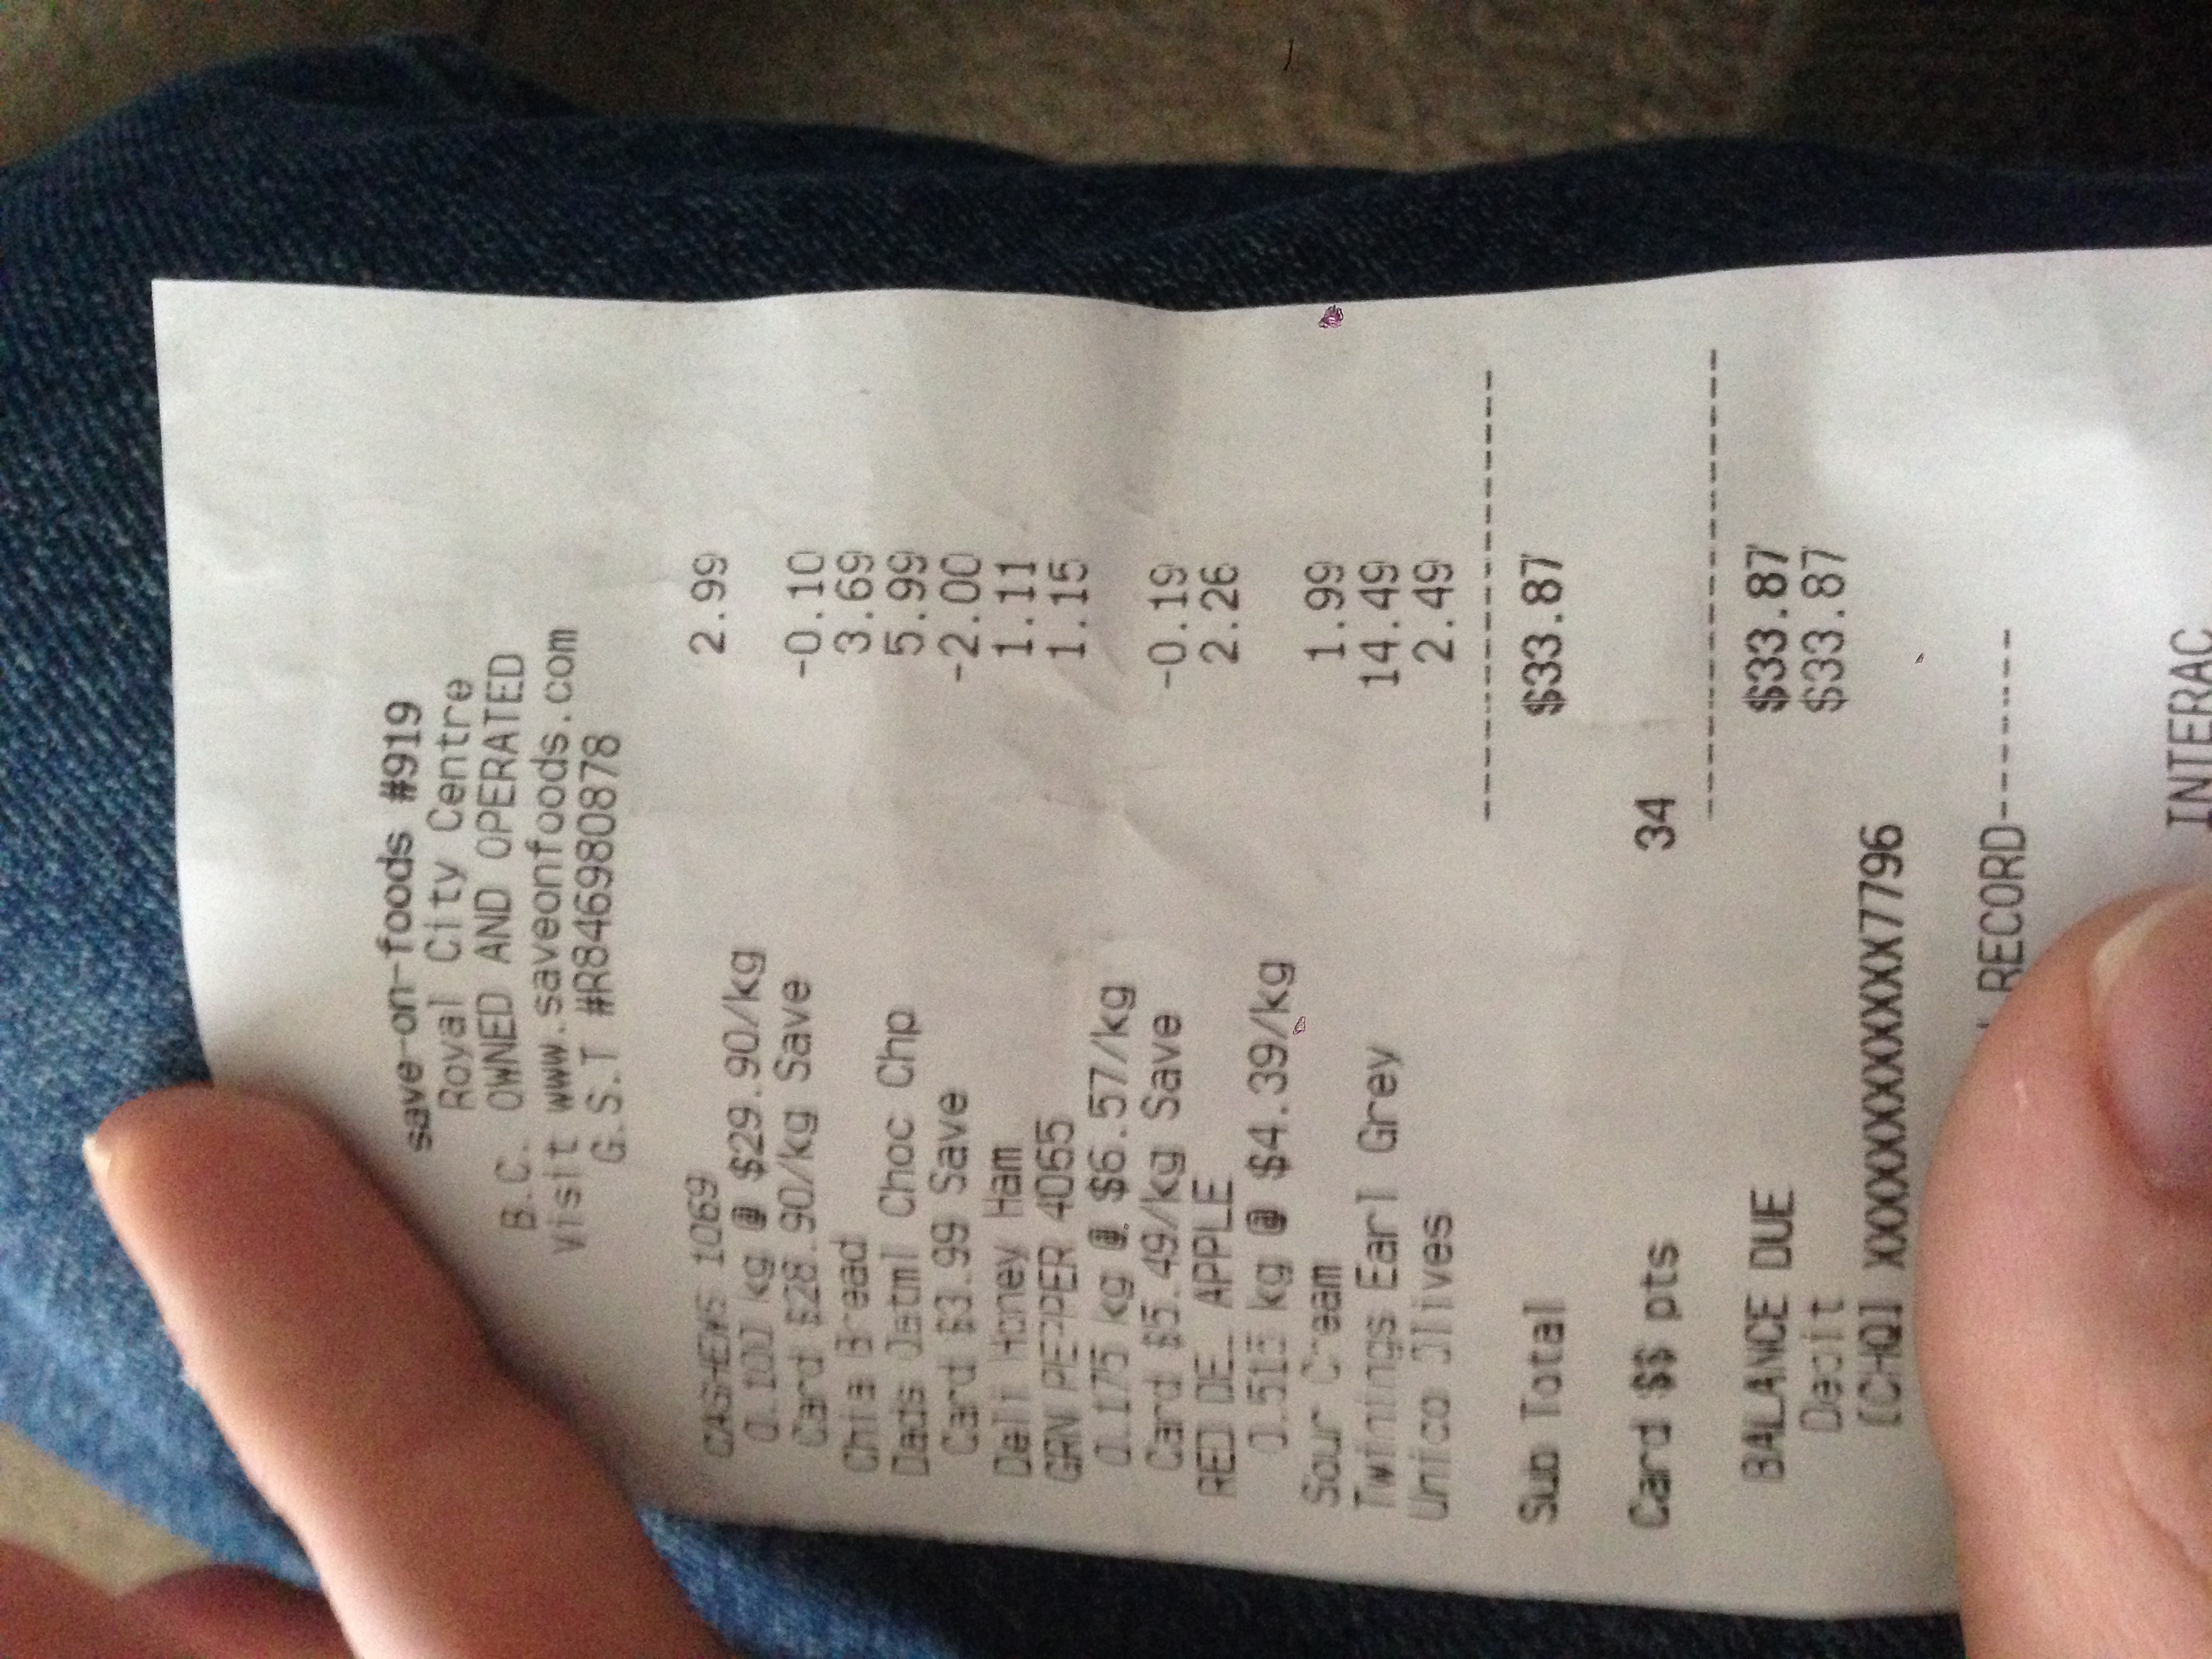 save-on-foods #919
Royal City Centre
B.C. OWNED AND OPERATED
Visit www.saveonfoods.com
G.S.T #R846980878
CASHEWS 1069 2.99
0.100 kg @ $29.90/kg
Card $28.90/kg Save -0.10
Chia Bread 3.69
Dads Oatml Choc Chp 5.99
Card $3.99 Save -2.00
Deli Honey Ham 1.11
GRN PEPPER 4065 1.15
0.175 kg @ $6.57/kg
Card $5.49/kg Save -0.19
RED DEL APPLE 2.26
0.515 kg @ $4.39/kg
Sour Cream 1.99
Twinings Earl Grey 14.49
Unico Olives 2.49
Sub Total $33.87
Card $$ pts 34
BALANCE DUE $33.87
Debit $33.87
[CHQ] XXXXXXXXXXXX7796
RECORD-------
INTERAC